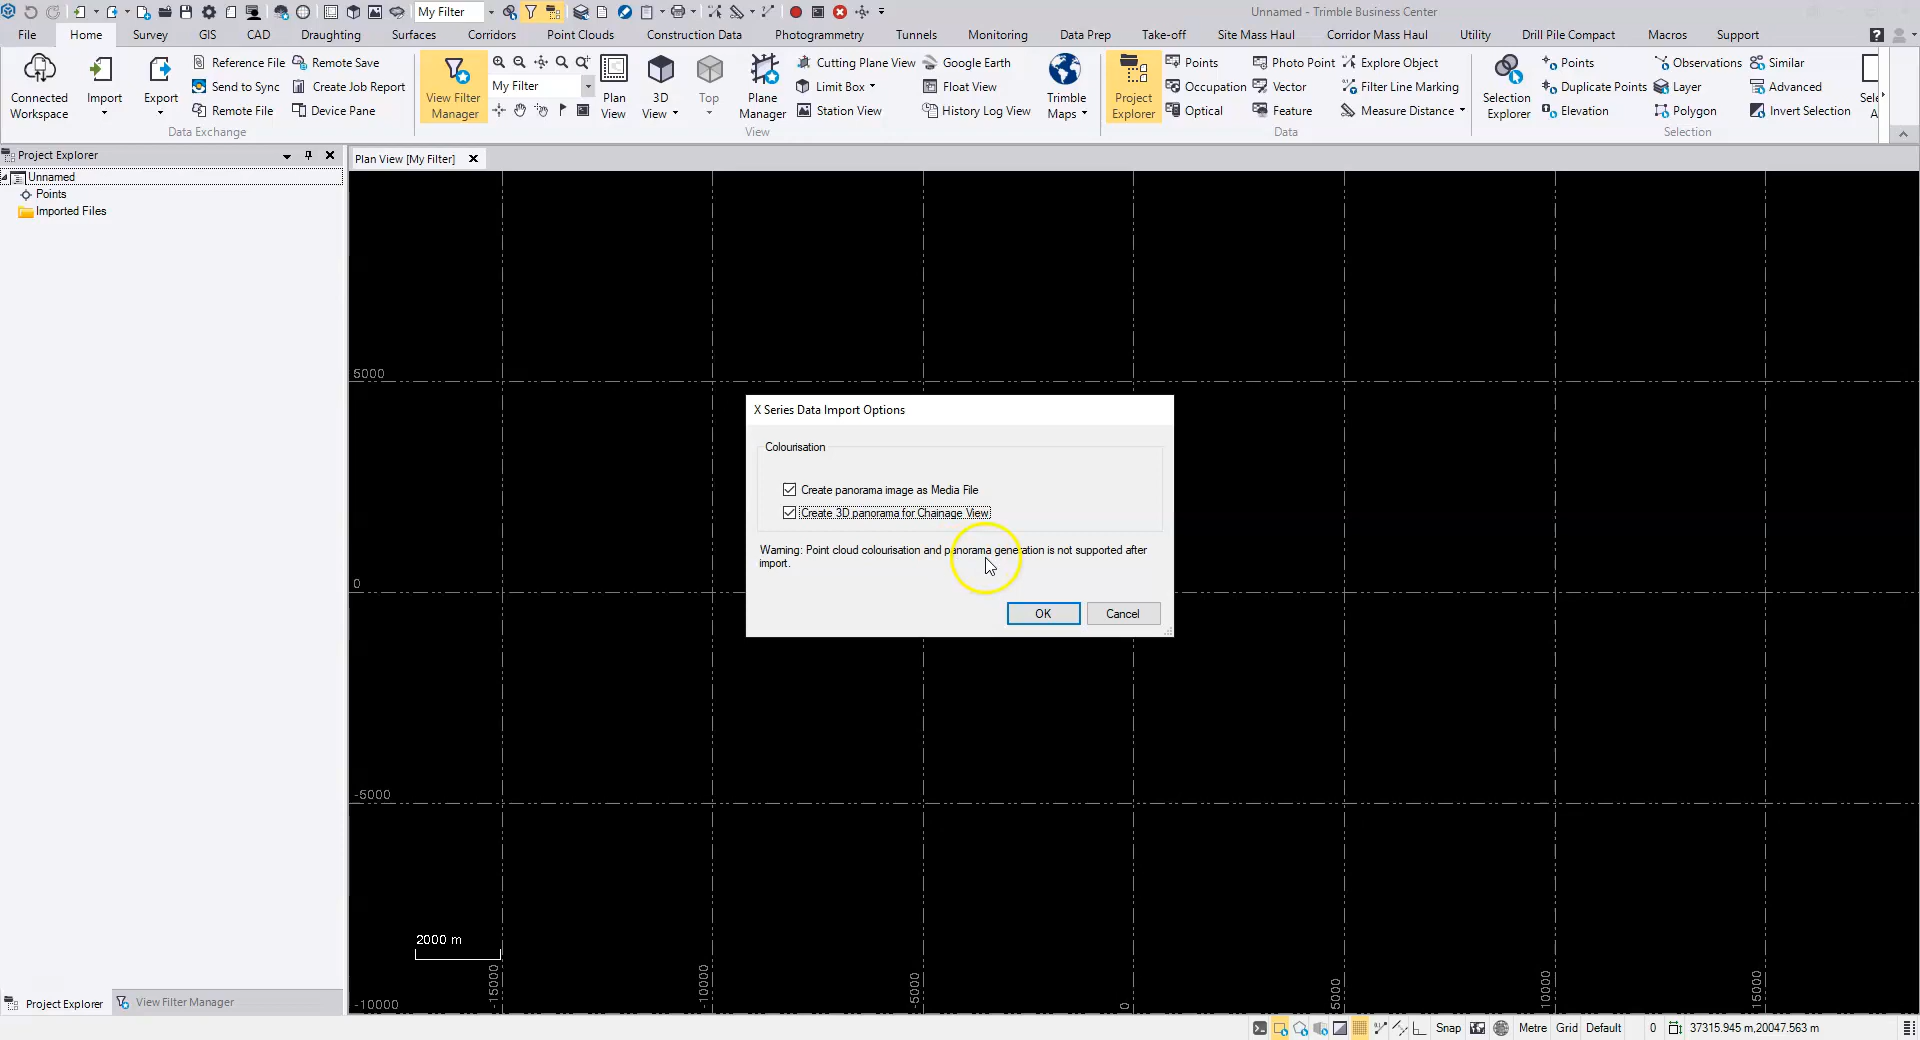 My Filter
Unnamed - Trimble Business Center
File Home Survey GIS CAD Draughting Surfaces Corridors Point Clouds Construction Data Photogrammetry Tunnels Monitoring Data Prep Take-off Site Mass Haul Corridor Mass Haul Utility Drill Pile Compact Macros Support
Connected Workspace
Import
Export
Reference File
Send to Sync
Remote File
Remote Save
Create Job Report
Device Pane
Data Exchange
View Filter Manager
My Filter
Plan View
3D View
Top
Plane Manager
Cutting Plane View
Limit Box
Station View
Google Earth
Float View
History Log View
Trimble Maps
View
Project Explorer
Points
Occupation
Optical
Photo Point
Vector
Feature
Explore Object
Filter Line Marking
Measure Distance
Data
Selection Explorer
Points
Duplicate Points
Elevation
Observations
Layer
Polygon
Similar
Advanced
Invert Selection
Selection
Project Explorer
Unnamed
Points
Imported Files
Plan View [My Filter]
5000
0
-5000
-10000
2000 m
-15000
-10000
-5000
0
5000
10000
15000
X Series Data Import Options
Colourisation
Create panorama image as Media File
Create 3D panorama for Chainage View
Warning: Point cloud colourisation and panorama generation is not supported after
import.
OK
Cancel
Project Explorer
View Filter Manager
Snap
Metre
Grid
Default
0
37315.945 m,20047.563 m